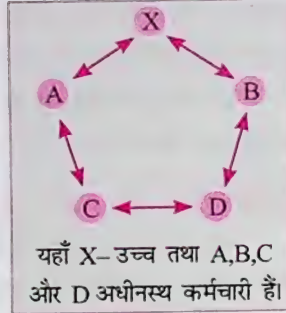 X
A B
C D
यहाँ X– उच्च तथा A,B,C
और D अधीनस्थ कर्मचारी हैं।